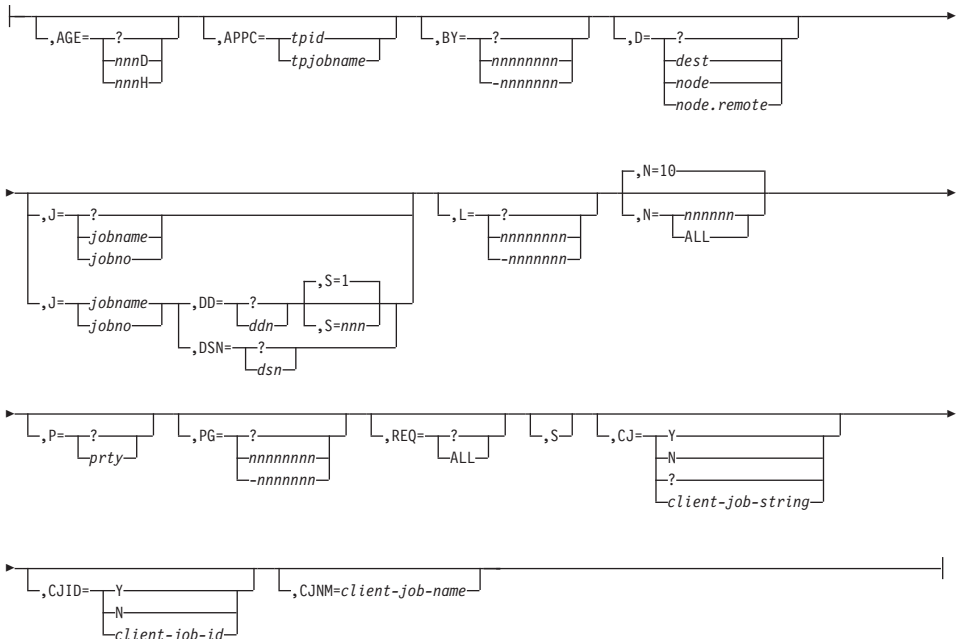 ,AGE= ? ,APPC= tpid ,BY= ? ,D= ?
nnnD tpjobname nnnnnnnn dest
nnnH -nnnnnnn node
node.remote
,N=10
,J= ? ,L= ? ,N= nnnnnn
jobname nnnnnnnn ALL
jobno -nnnnnnn
,S=1
,J= jobname ,DD= ?
jobno ddn ,S=nnn
,DSN= ?
dsn
,P= ? ,PG= ? ,REQ= ? ,S ,CJ= Y
prty nnnnnnnn ALL N
-nnnnnnn ?
client-job-string
,CJID= Y ,CJNM=client-job-name
N
client-job-id